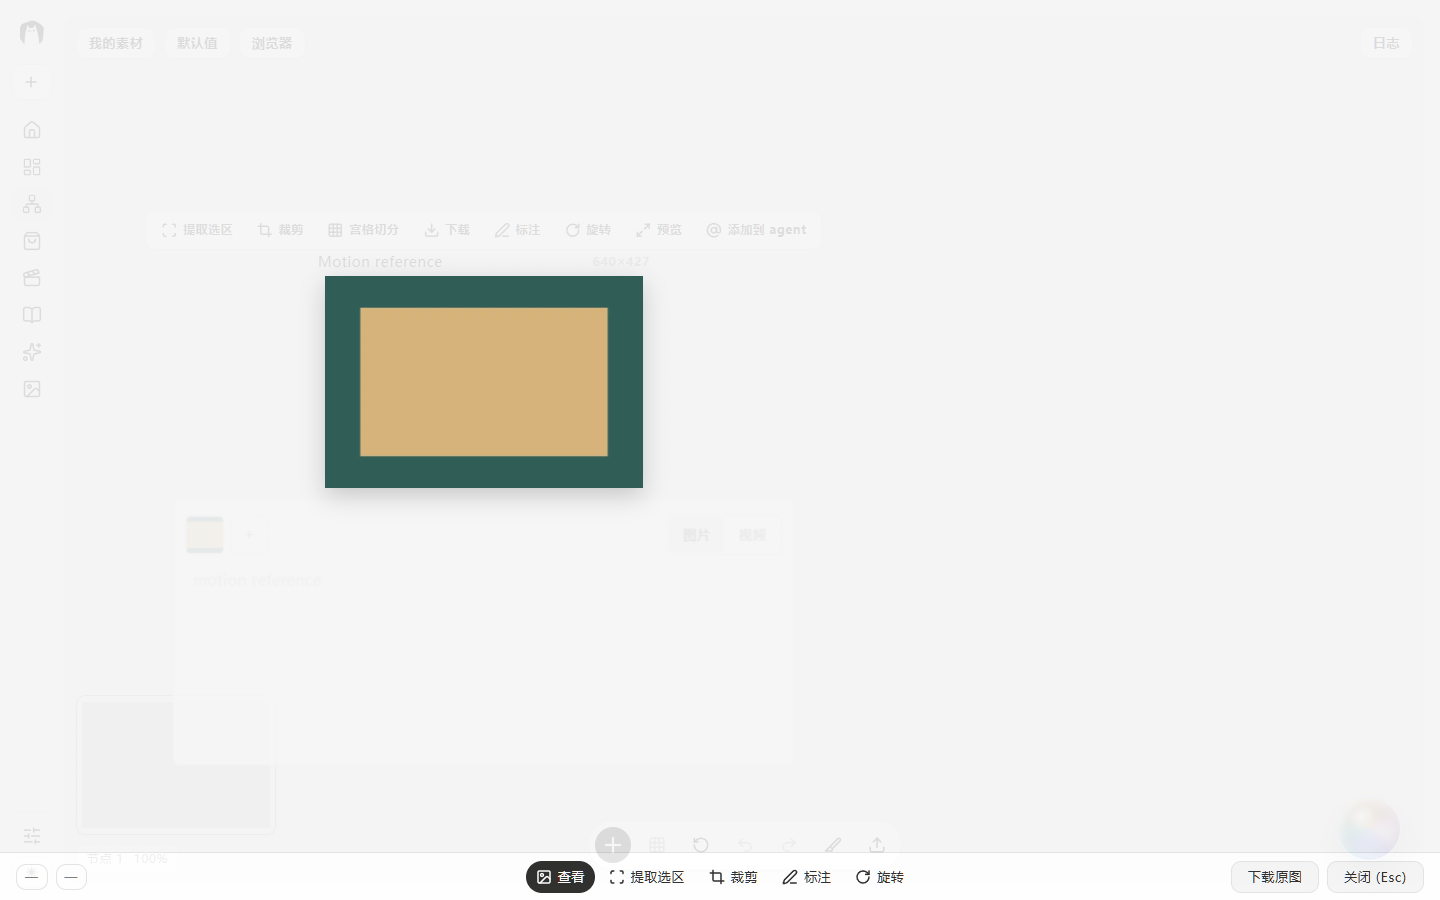 我的素材 默认值 浏览器 日志
提取选区 裁剪 宫格切分 下载 标注 旋转 预览 添加到 agent
Motion reference 640×427
图片 视频
motion reference
节点 1 100%
— — 查看 提取选区 裁剪 标注 旋转 下载原图 关闭 (Esc)